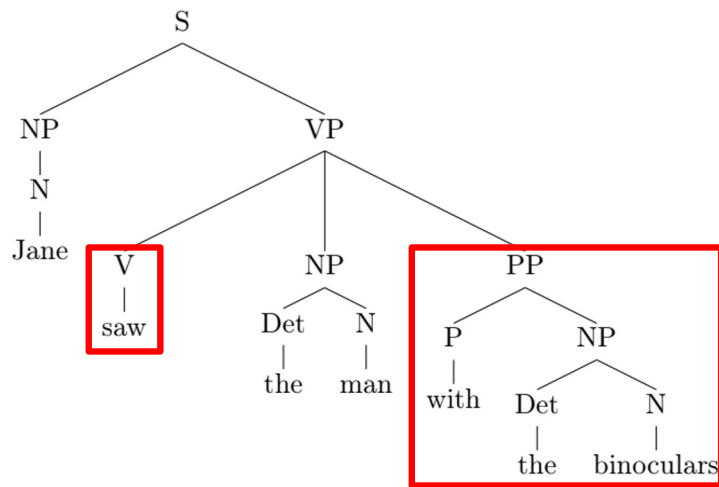 S
NP VP
N
Jane V NP PP
saw Det N P NP
the man with Det N
the binoculars